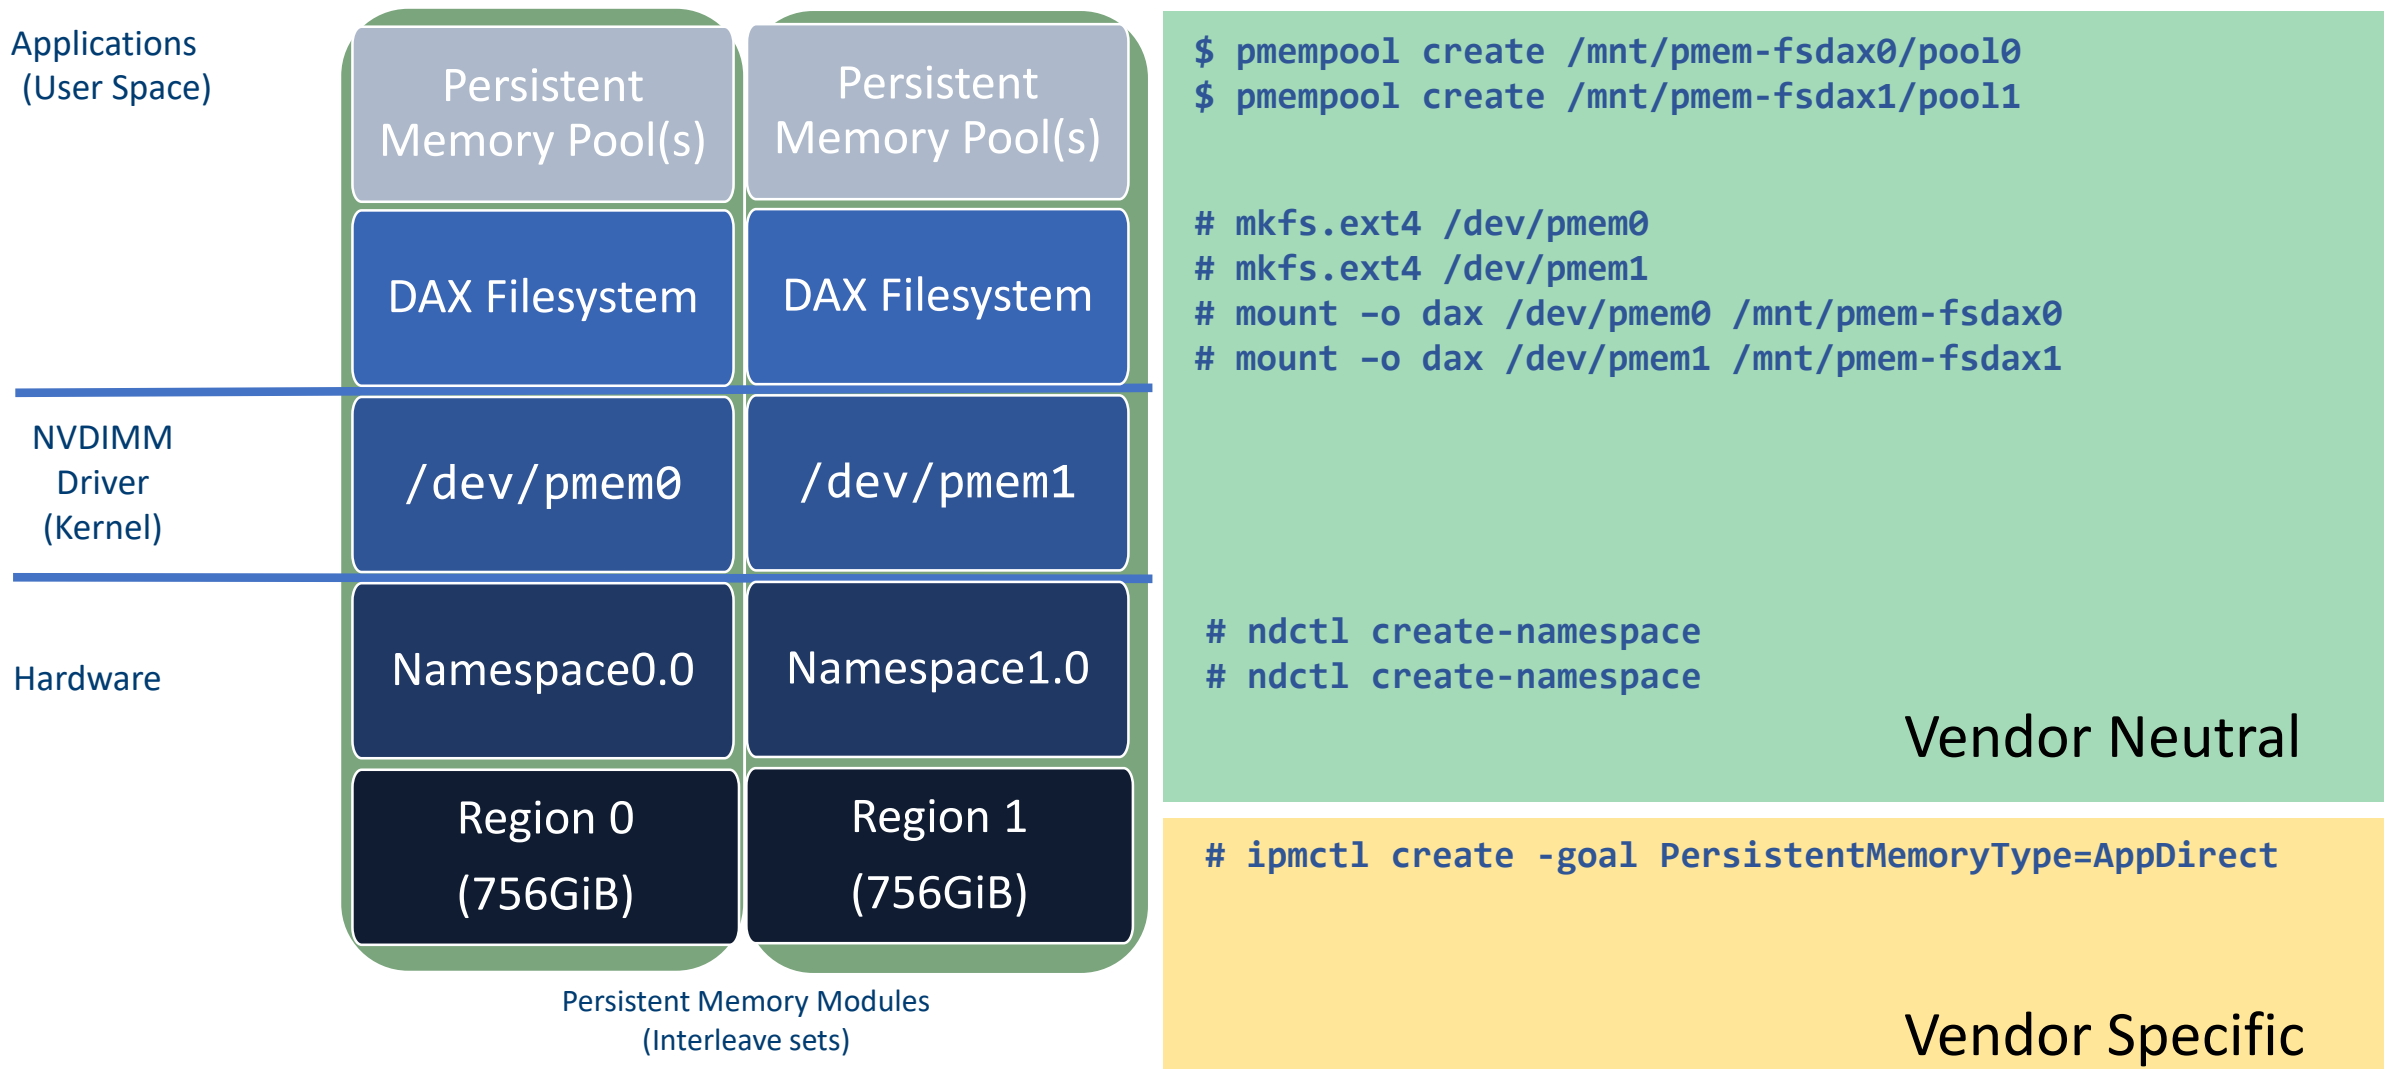 Applications
(User Space)
Persistent
Memory Pool(s)
Persistent
Memory Pool(s)
$ pmempool create /mnt/pmem-fsdax0/pool0
$ pmempool create /mnt/pmem-fsdax1/pool1
DAX Filesystem
DAX Filesystem
# mkfs.ext4 /dev/pmem0
# mkfs.ext4 /dev/pmem1
# mount –o dax /dev/pmem0 /mnt/pmem-fsdax0
# mount –o dax /dev/pmem1 /mnt/pmem-fsdax1
NVDIMM
Driver
(Kernel)
/dev/pmem0
/dev/pmem1
Hardware
Namespace0.0
Namespace1.0
# ndctl create-namespace
# ndctl create-namespace
Vendor Neutral
Region 0
(756GiB)
Region 1
(756GiB)
# ipmctl create -goal PersistentMemoryType=AppDirect
Persistent Memory Modules
(Interleave sets)
Vendor Specific